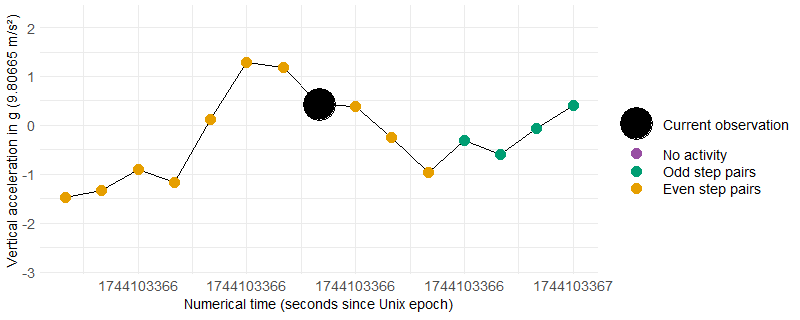 Vertical acceleration in g (9.80665 m/s²)
2
1
0
-1
-2
-3
1744103366 1744103366 1744103366 1744103366 1744103367
Numerical time (seconds since Unix epoch)
Current observation
No activity
Odd step pairs
Even step pairs